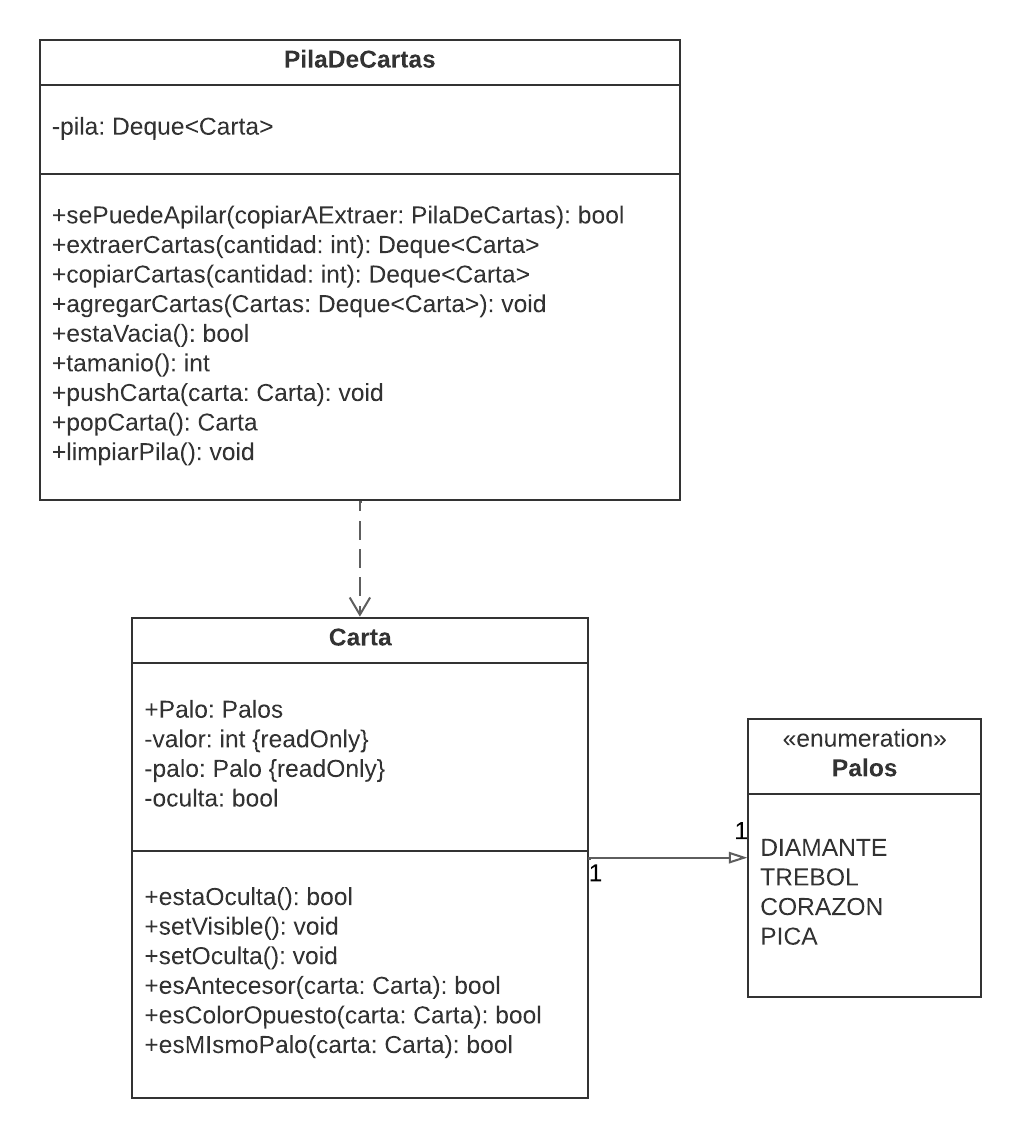 PilaDeCartas
-pila: Deque<Carta>
+sePuedeApilar(copiarAExtraer: PilaDeCartas): bool
+extraerCartas(cantidad: int): Deque<Carta>
+copiarCartas(cantidad: int): Deque<Carta>
+agregarCartas(Cartas: Deque<Carta>): void
+estaVacia(): bool
+tamanio(): int
+pushCarta(carta: Carta): void
+popCarta(): Carta
+limpiarPila(): void
Carta
+Palo: Palos
-valor: int {readOnly}
-palo: Palo {readOnly}
-oculta: bool
+estaOculta(): bool
+setVisible(): void
+setOculta(): void
+esAntecesor(carta: Carta): bool
+esColorOpuesto(carta: Carta): bool
+esMIsmoPalo(carta: Carta): bool
1
1
«enumeration»
Palos
DIAMANTE
TREBOL
CORAZON
PICA